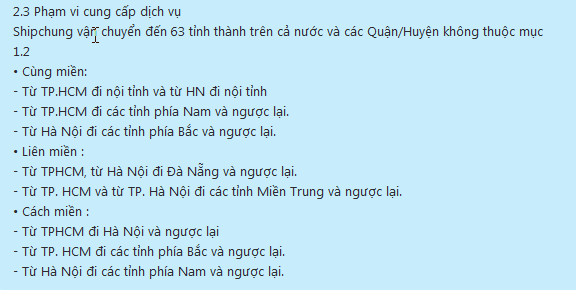 2.3 Phạm vi cung cấp dịch vụ
Shipchung vận chuyển đến 63 tỉnh thành trên cả nước và các Quận/Huyện không thuộc mục
1.2
• Cùng miền:
- Từ TP.HCM đi nội tỉnh và từ HN đi nội tỉnh
- Từ TP.HCM đi các tỉnh phía Nam và ngược lại.
- Từ Hà Nội đi các tỉnh phía Bắc và ngược lại.
• Liên miền :
- Từ TPHCM, từ Hà Nội đi Đà Nẵng và ngược lại.
- Từ TP. HCM và từ TP. Hà Nội đi các tỉnh Miền Trung và ngược lại.
• Cách miền :
- Từ TPHCM đi Hà Nội và ngược lại
- Từ TP. HCM đi các tỉnh phía Bắc và ngược lại.
- Từ Hà Nội đi các tỉnh phía Nam và ngược lại.